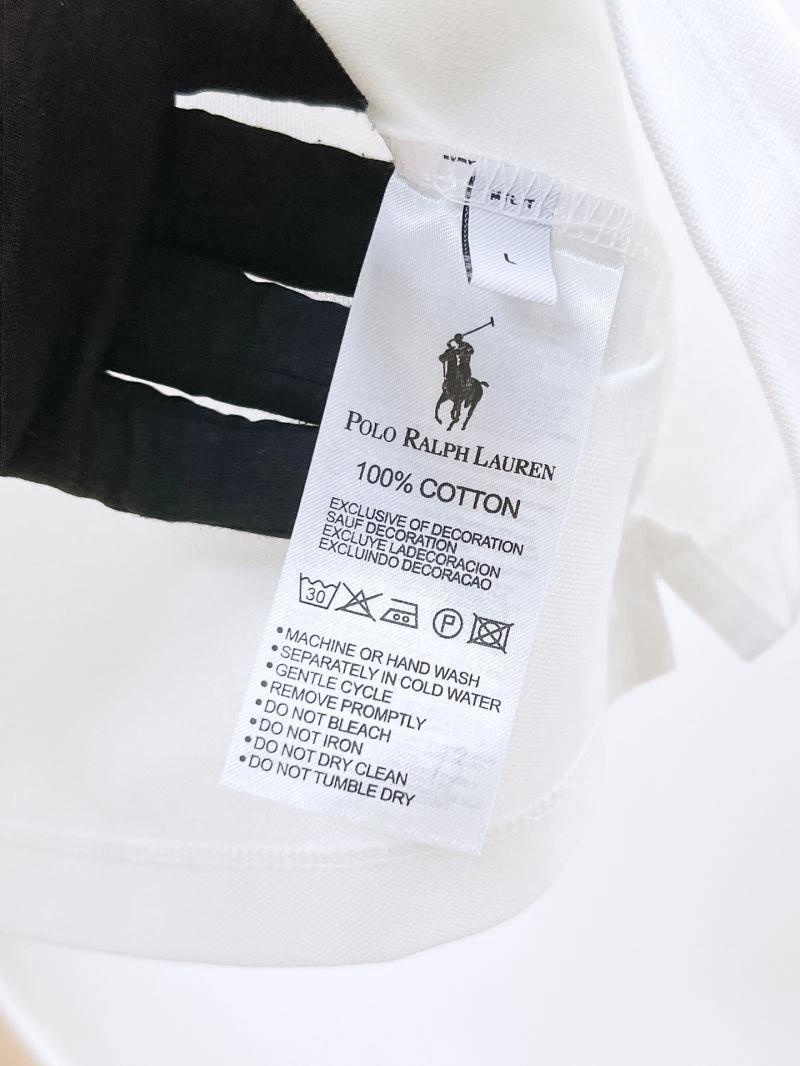 L
POLO RALPH LAUREN
100% COTTON
EXCLUSIVE OF DECORATION
SAUF DECORATION
EXCLUYE LADECORACION
EXCLUINDO DECORACAO
30 P
• MACHINE OR HAND WASH
• SEPARATELY IN COLD WATER
• GENTLE CYCLE
• REMOVE PROMPTLY
• DO NOT BLEACH
• DO NOT IRON
• DO NOT DRY CLEAN
• DO NOT TUMBLE DRY